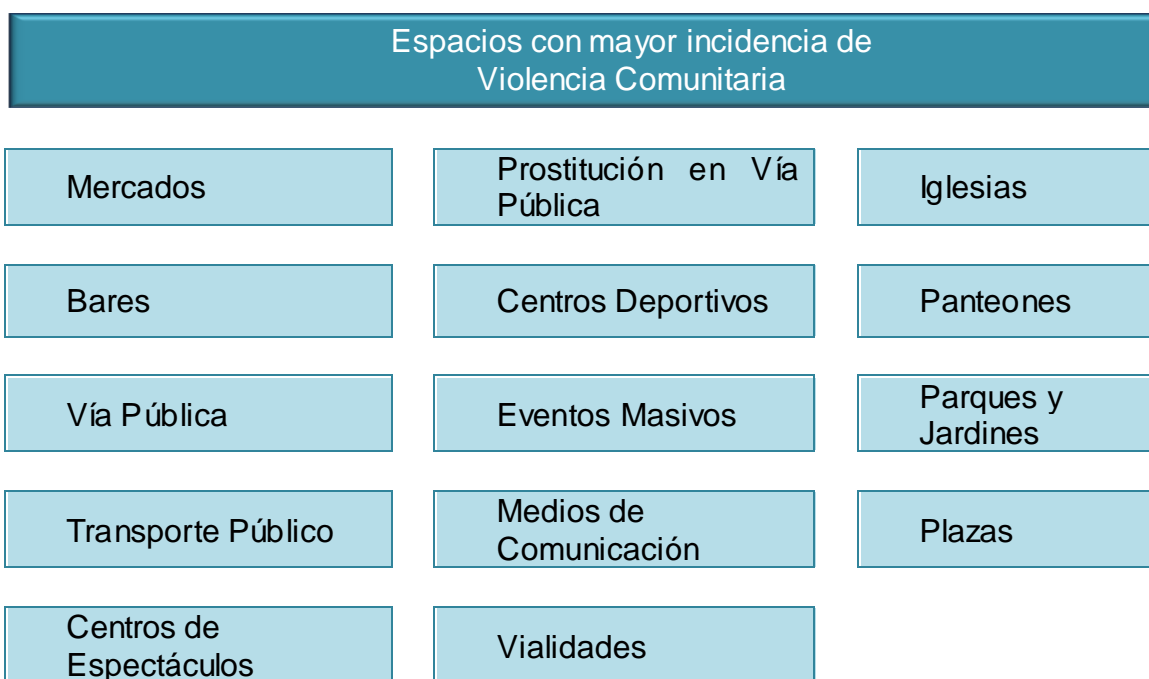 Espacios con mayor incidencia de
Violencia Comunitaria
Mercados
Prostitución en Vía
Pública
Iglesias
Bares
Centros Deportivos
Panteones
Vía Pública
Eventos Masivos
Parques y
Jardines
Transporte Público
Medios de
Comunicación
Plazas
Centros de
Espectáculos
Vialidades